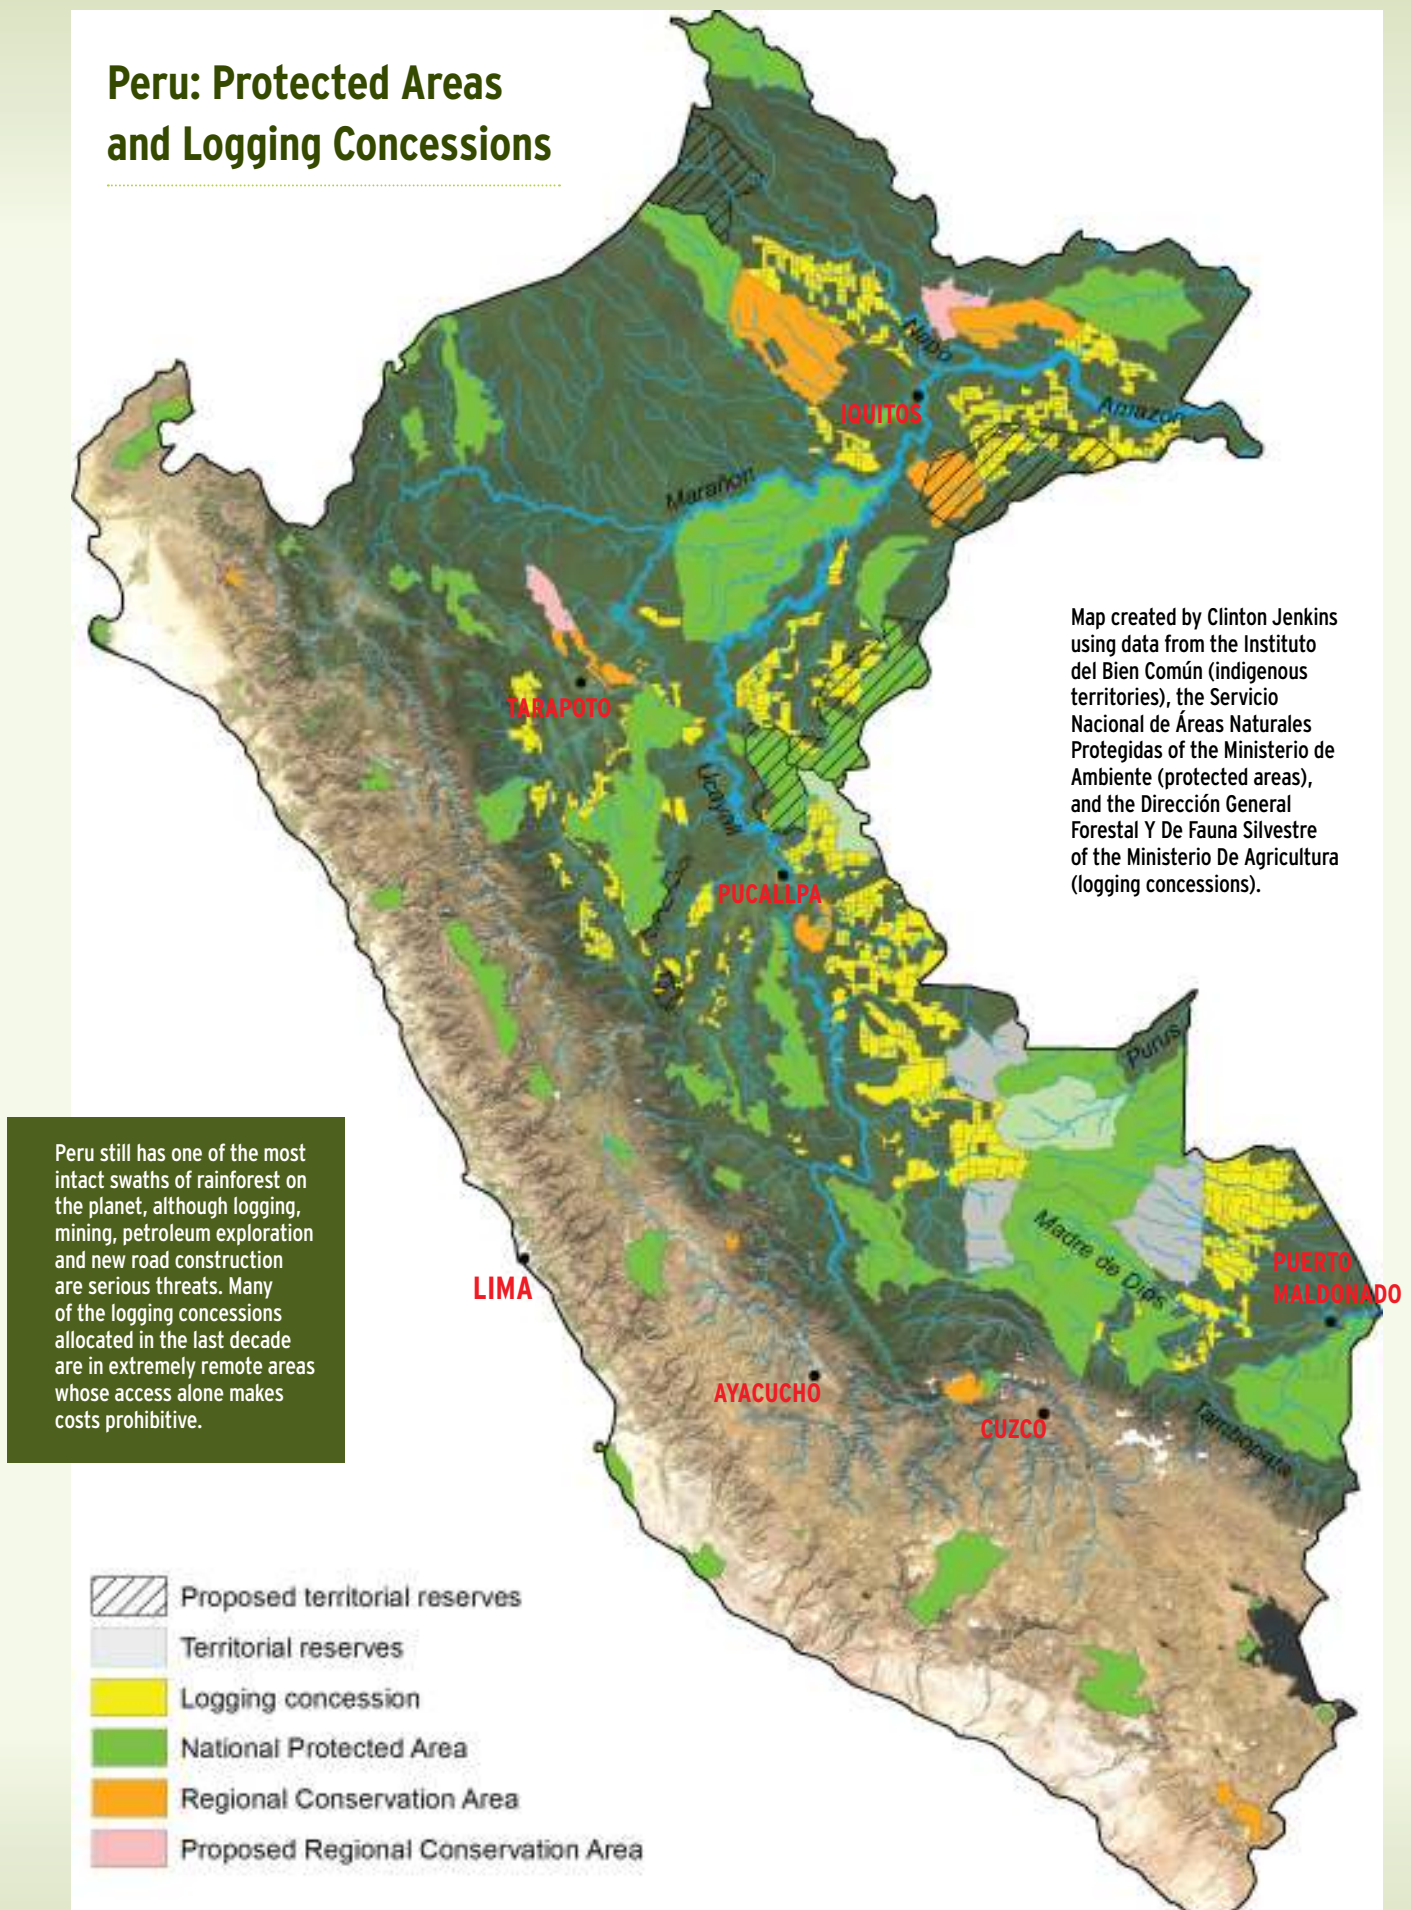 Peru: Protected Areas
and Logging Concessions
Napo
IQUITOS
Amazon
Marañon
Map created by Clinton Jenkins
using data from the Instituto
del Bien Común (indigenous
territories), the Servicio
Nacional de Áreas Naturales
Protegidas of the Ministerio de
Ambiente (protected areas),
and the Dirección General
Forestal Y De Fauna Silvestre
of the Ministerio De Agricultura
(logging concessions).
TARAPOTO
Ucayali
PUCALLPA
Purus
Peru still has one of the most
intact swaths of rainforest on
the planet, although logging,
mining, petroleum exploration
and new road construction
are serious threats. Many
of the logging concessions
allocated in the last decade
are in extremely remote areas
whose access alone makes
costs prohibitive.
Madre de Dios
PUERTO
MALDONADO
LIMA
AYACUCHO
CUZCO
Tambopata
Proposed territorial reserves
Territorial reserves
Logging concession
National Protected Area
Regional Conservation Area
Proposed Regional Conservation Area